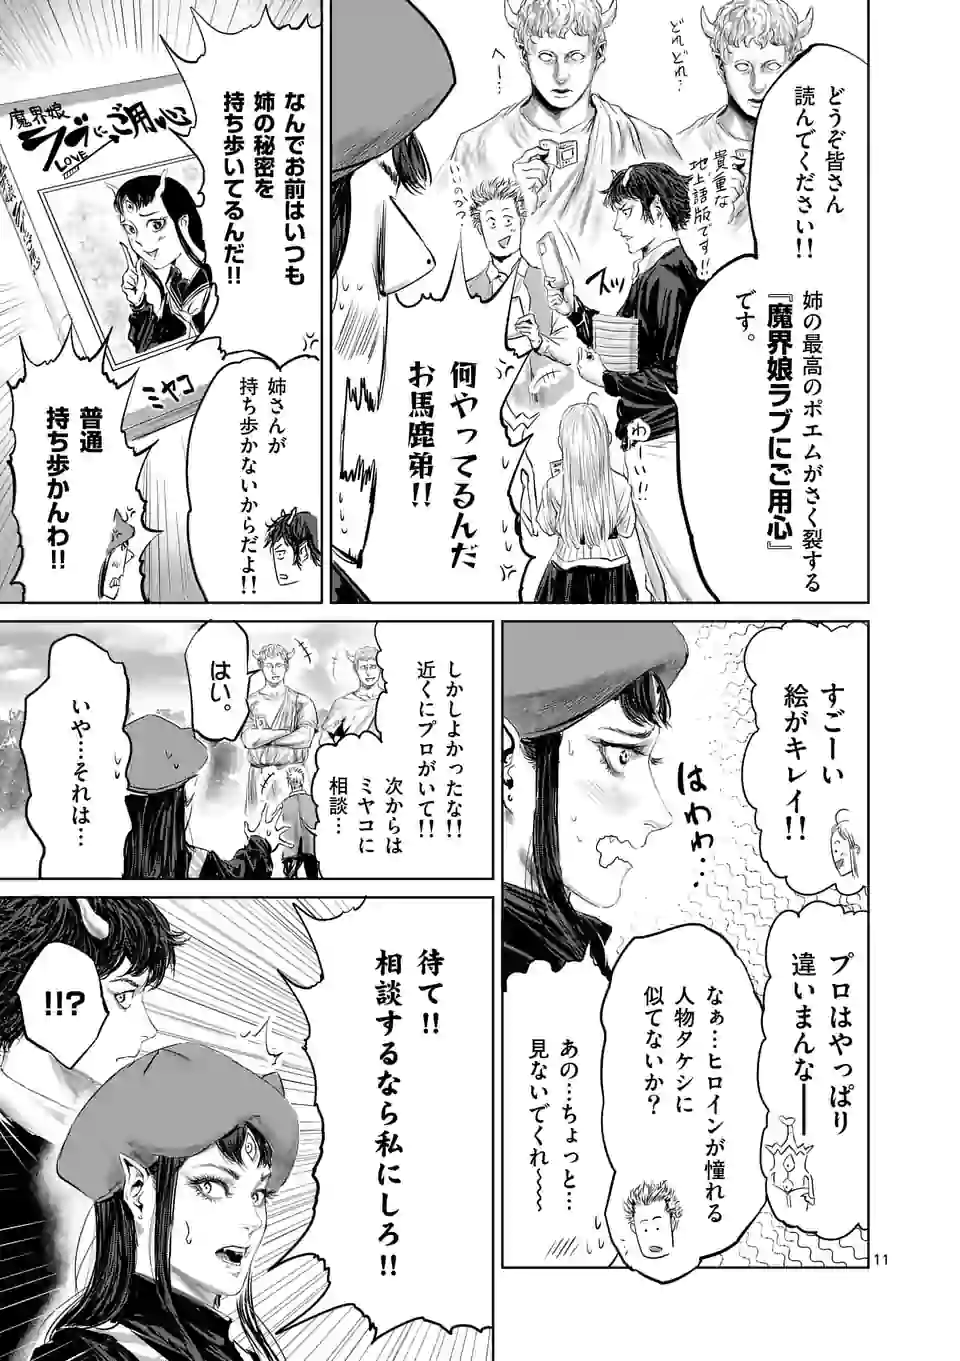 どうぞ皆さん
読んでください!!
姉の最高のポエムがさく裂する
『魔界娘ラブにご用心』
です。
どれどれ…
へー…
貴重な
地上語版です!!
いいのかっ?
スッ…
わぁ…!!
何やってるんだ
お馬鹿弟!!
なんでお前はいつも
姉の秘密を
持ち歩いてるんだ!!
魔界娘
ラブにご用心
LOVE
ミヤコ
姉さんが
持ち歩かないからだよ!!
普通
持ち歩かんわ!!
すごーい
絵がキレイ!!
はわわ…
プロはやっぱり
違いまんなーー
なぁ…ヒロインが憧れる
人物タケシに
似てないか?
あの…ちょっと…
見ないでくれ〜〜
しかしよかったな!!
近くにプロがいて!!
次からは
ミヤコに
相談…
はい。
いや…それは…
待て!!
相談するなら私にしろ!!
!!?
11